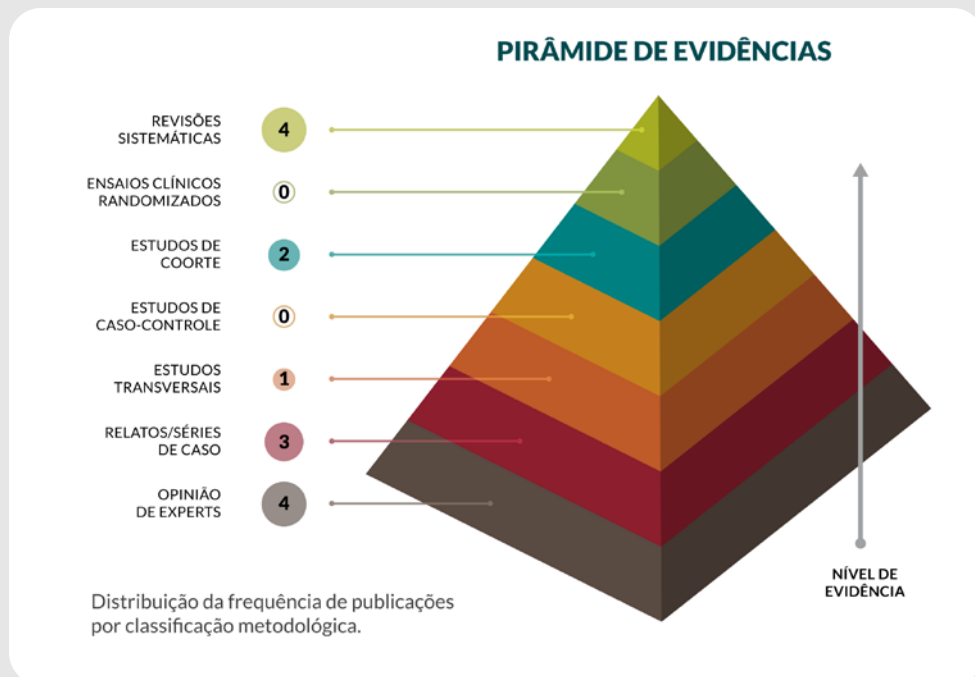 PIRÂMIDE DE EVIDÊNCIAS
REVISÕES
SISTEMÁTICAS
4
ENSAIOS CLÍNICOS
RANDOMIZADOS
0
ESTUDOS DE
COORTE
2
ESTUDOS DE
CASO-CONTROLE
0
ESTUDOS
TRANSVERSAIS
1
RELATOS/SÉRIES
DE CASO
3
OPINIÃO
DE EXPERTS
4
NÍVEL DE
EVIDÊNCIA
Distribuição da frequência de publicações
por classificação metodológica.